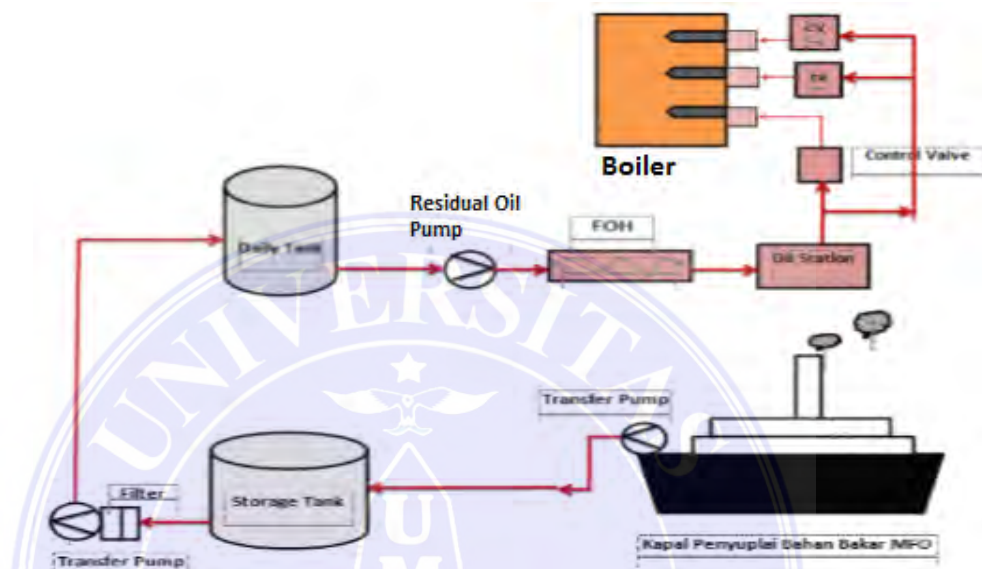 Control Valve
Boiler
Residual Oil
Pump
FOH
Daily Tank
Oil Station
Transfer Pump
Filter
Storage Tank
Transfer Pump
Kapal Penyuplai Bahan Bakar MFO
UNIVERSITAS
U
M